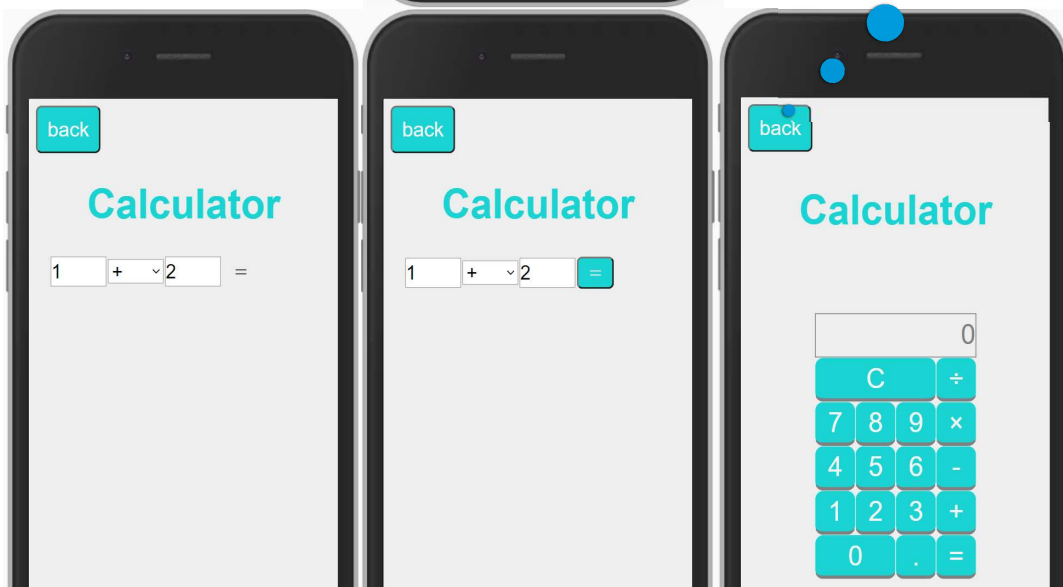 back
Calculator
1 + 2 =
back
Calculator
1 + 2 =
back
Calculator
0
C ÷
7 8 9 ×
4 5 6 -
1 2 3 +
0 . =